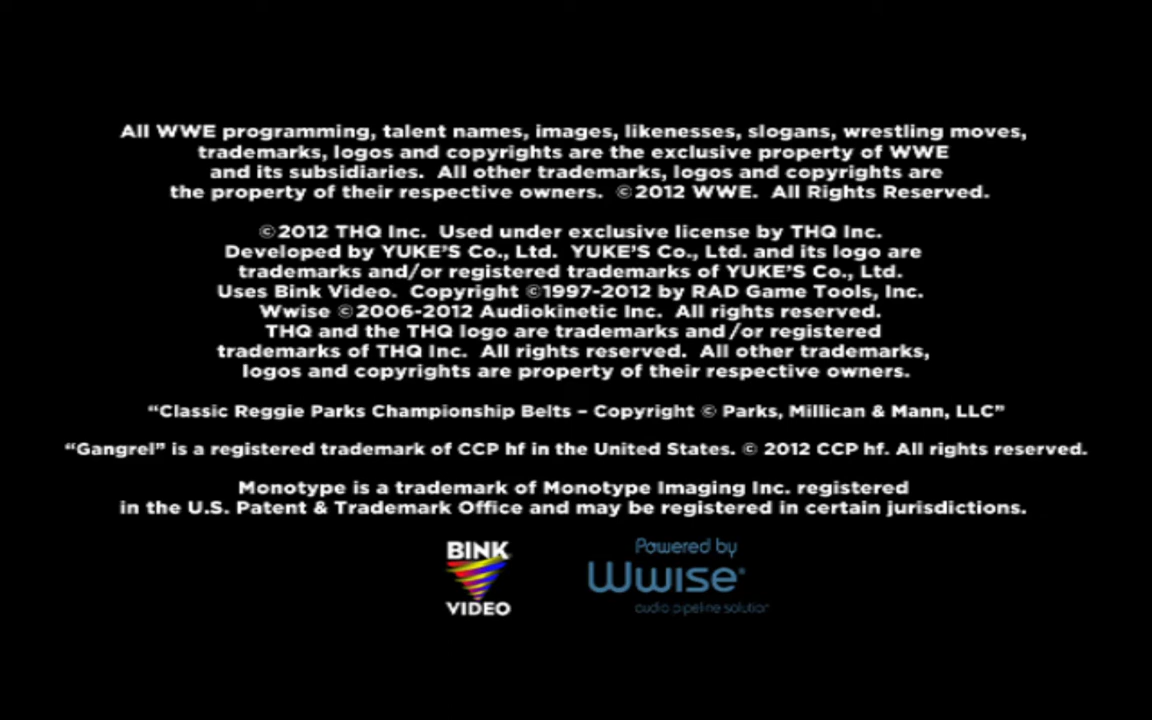 All WWE programming, talent names, images, likenesses, slogans, wrestling moves,
trademarks, logos and copyrights are the exclusive property of WWE
and its subsidiaries.  All other trademarks, logos and copyrights are
the property of their respective owners.  ©2012 WWE.  All Rights Reserved.
©2012 THQ Inc.  Used under exclusive license by THQ Inc.
Developed by YUKE'S Co., Ltd.  YUKE'S Co., Ltd. and its logo are
trademarks and/or registered trademarks of YUKE'S Co., Ltd.
Uses Bink Video.  Copyright ©1997-2012 by RAD Game Tools, Inc.
Wwise ©2006-2012 Audiokinetic Inc.  All rights reserved.
THQ and the THQ logo are trademarks and/or registered
trademarks of THQ Inc.  All rights reserved.  All other trademarks,
logos and copyrights are property of their respective owners.
“Classic Reggie Parks Championship Belts – Copyright © Parks, Millican & Mann, LLC”
“Gangrel” is a registered trademark of CCP hf in the United States. © 2012 CCP hf. All rights reserved.
Monotype is a trademark of Monotype Imaging Inc. registered
in the U.S. Patent & Trademark Office and may be registered in certain jurisdictions.
BINK
VIDEO
Powered by
Wwise®
audio pipeline solution